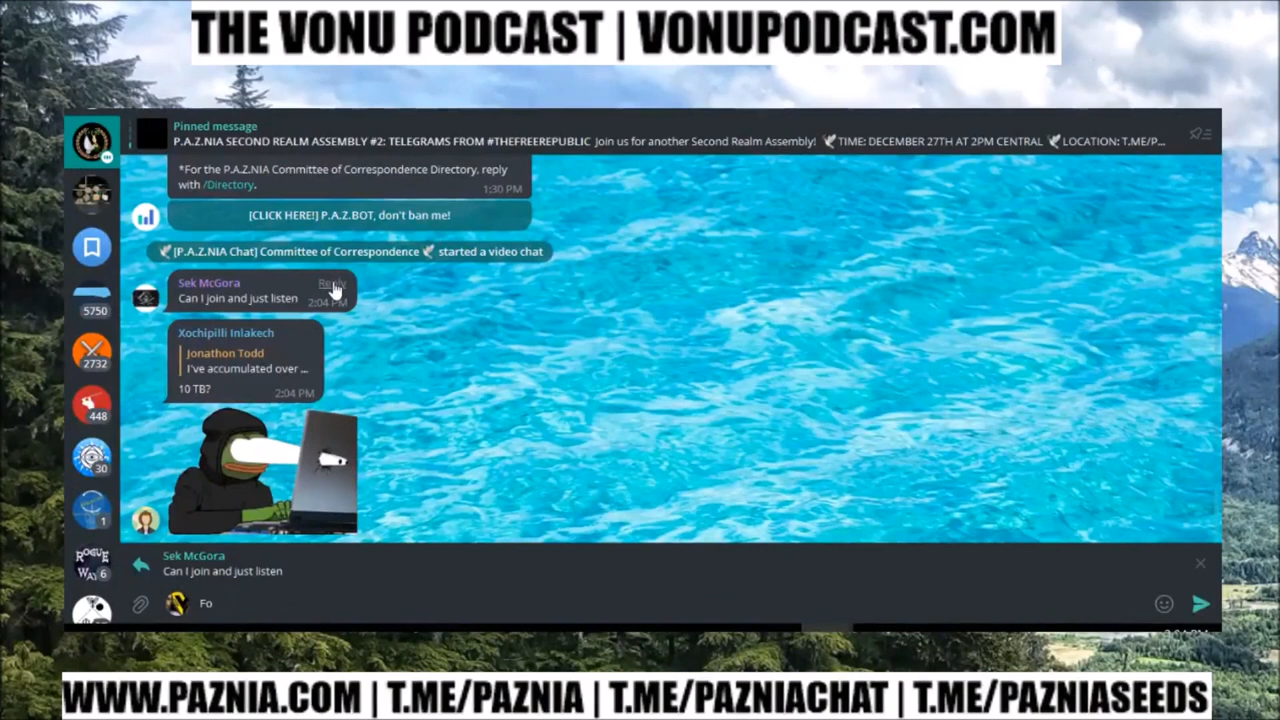 THE VONU PODCAST | VONUPODCAST.COM
Pinned message
P.A.Z.NIA SECOND REALM ASSEMBLY #2: TELEGRAMS FROM #THEFREEREPUBLIC Join us for another Second Realm Assembly! 🕊TIME: DECEMBER 27TH AT 2PM CENTRAL 🕊LOCATION: T.ME/P...
*For the P.A.Z.NIA Committee of Correspondence Directory, reply
with /Directory.
1:30 PM
[CLICK HERE!] P.A.Z.BOT, don't ban me!
🕊[P.A.Z.NIA Chat] Committee of Correspondence 🕊 started a video chat
Sek McGora
Reply
Can I join and just listen
2:04 PM
Xochipilli Inlakech
Jonathon Todd
I've accumulated over ...
10 TB?
2:04 PM
5750
2732
448
30
1
ROGUE
WAY
6
Sek McGora
Can I join and just listen
Fo
WWW.PAZNIA.COM | T.ME/PAZNIA | T.ME/PAZNIACHAT | T.ME/PAZNIASEEDS